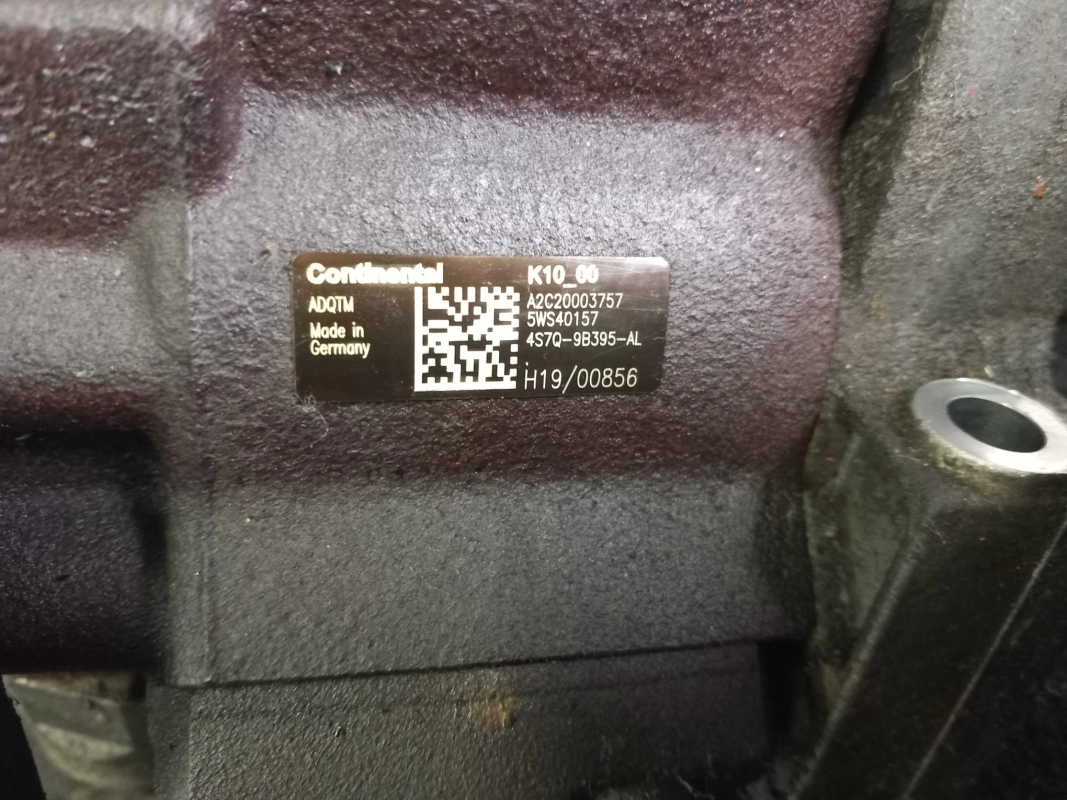 Continental
K10_00
ADQTM
A2C20003757
5WS40157
Made in
Germany
4S7Q-9B395-AL
H19/00856